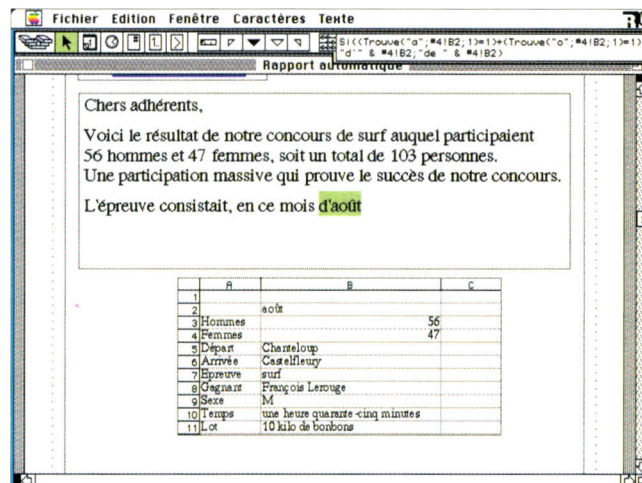 Fichier Edition Fenêtre Caractères Texte
Si((Trouve("a";#4!B2;1)=1)+(Trouve("o";#4!B2;1)=1)
"d'" & #4!B2;"de " & #4!B2)
Rapport automatique
Chers adhérents,
Voici le résultat de notre concours de surf auquel participaient
56 hommes et 47 femmes, soit un total de 103 personnes.
Une participation massive qui prouve le succès de notre concours.
L'épreuve consistait, en ce mois d'août
A B C
1
2 août
3 Hommes 56
4 Femmes 47
5 Départ Chanteloup
6 Arrivée Castelfleury
7 Epreuve surf
8 Gagnant François Lerouge
9 Sexe M
10 Temps une heure quarante-cinq minutes
11 Lot 10 kilo de bonbons